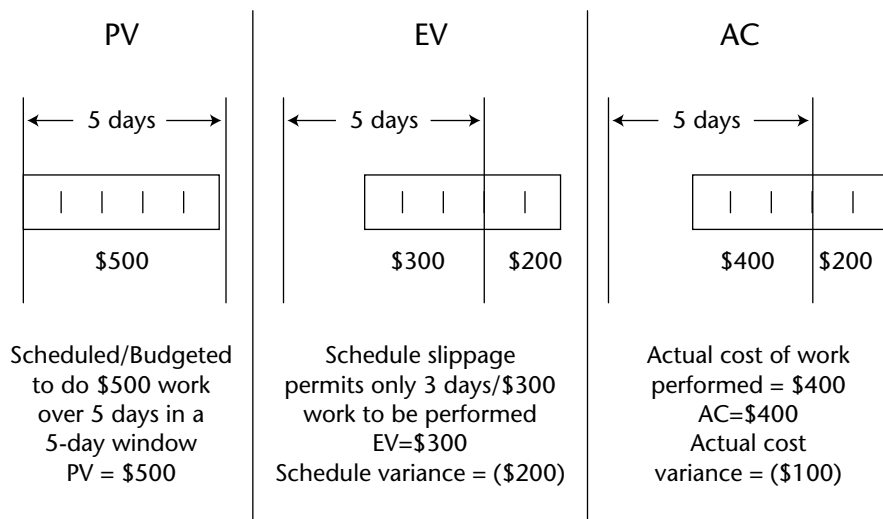 PV
5 days
$500
Scheduled/Budgeted
to do $500 work
over 5 days in a
5-day window
PV = $500
EV
5 days
$300 $200
Schedule slippage
permits only 3 days/$300
work to be performed
EV=$300
Schedule variance = ($200)
AC
5 days
$400 $200
Actual cost of work
performed = $400
AC=$400
Actual cost
variance = ($100)